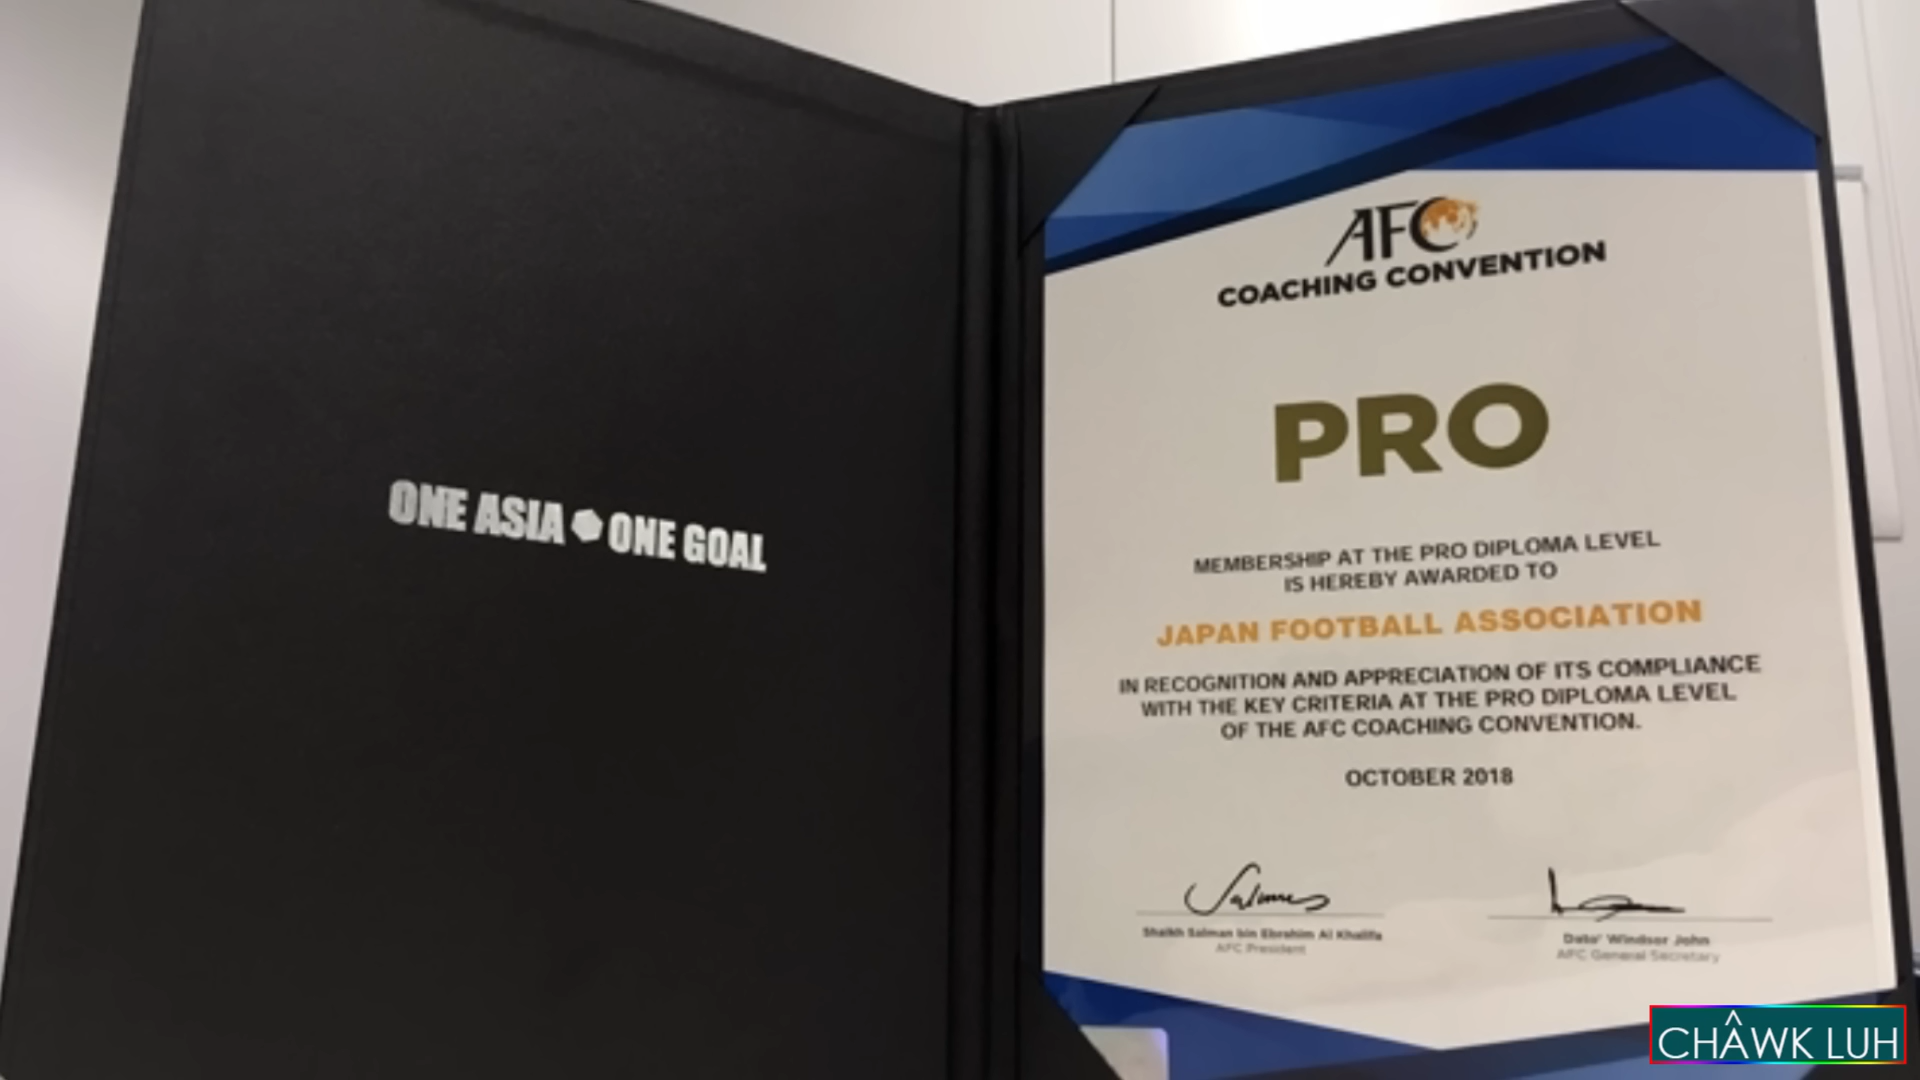 ONE ASIA ONE GOAL
AFC
COACHING CONVENTION
PRO
MEMBERSHIP AT THE PRO DIPLOMA LEVEL
IS HEREBY AWARDED TO
JAPAN FOOTBALL ASSOCIATION
IN RECOGNITION AND APPRECIATION OF ITS COMPLIANCE
WITH THE KEY CRITERIA AT THE PRO DIPLOMA LEVEL
OF THE AFC COACHING CONVENTION.
OCTOBER 2018
Shaikh Salman bin Ebrahim Al Khalifa
AFC President
Dato' Windsor John
AFC General Secretary
CHÂWK LUH